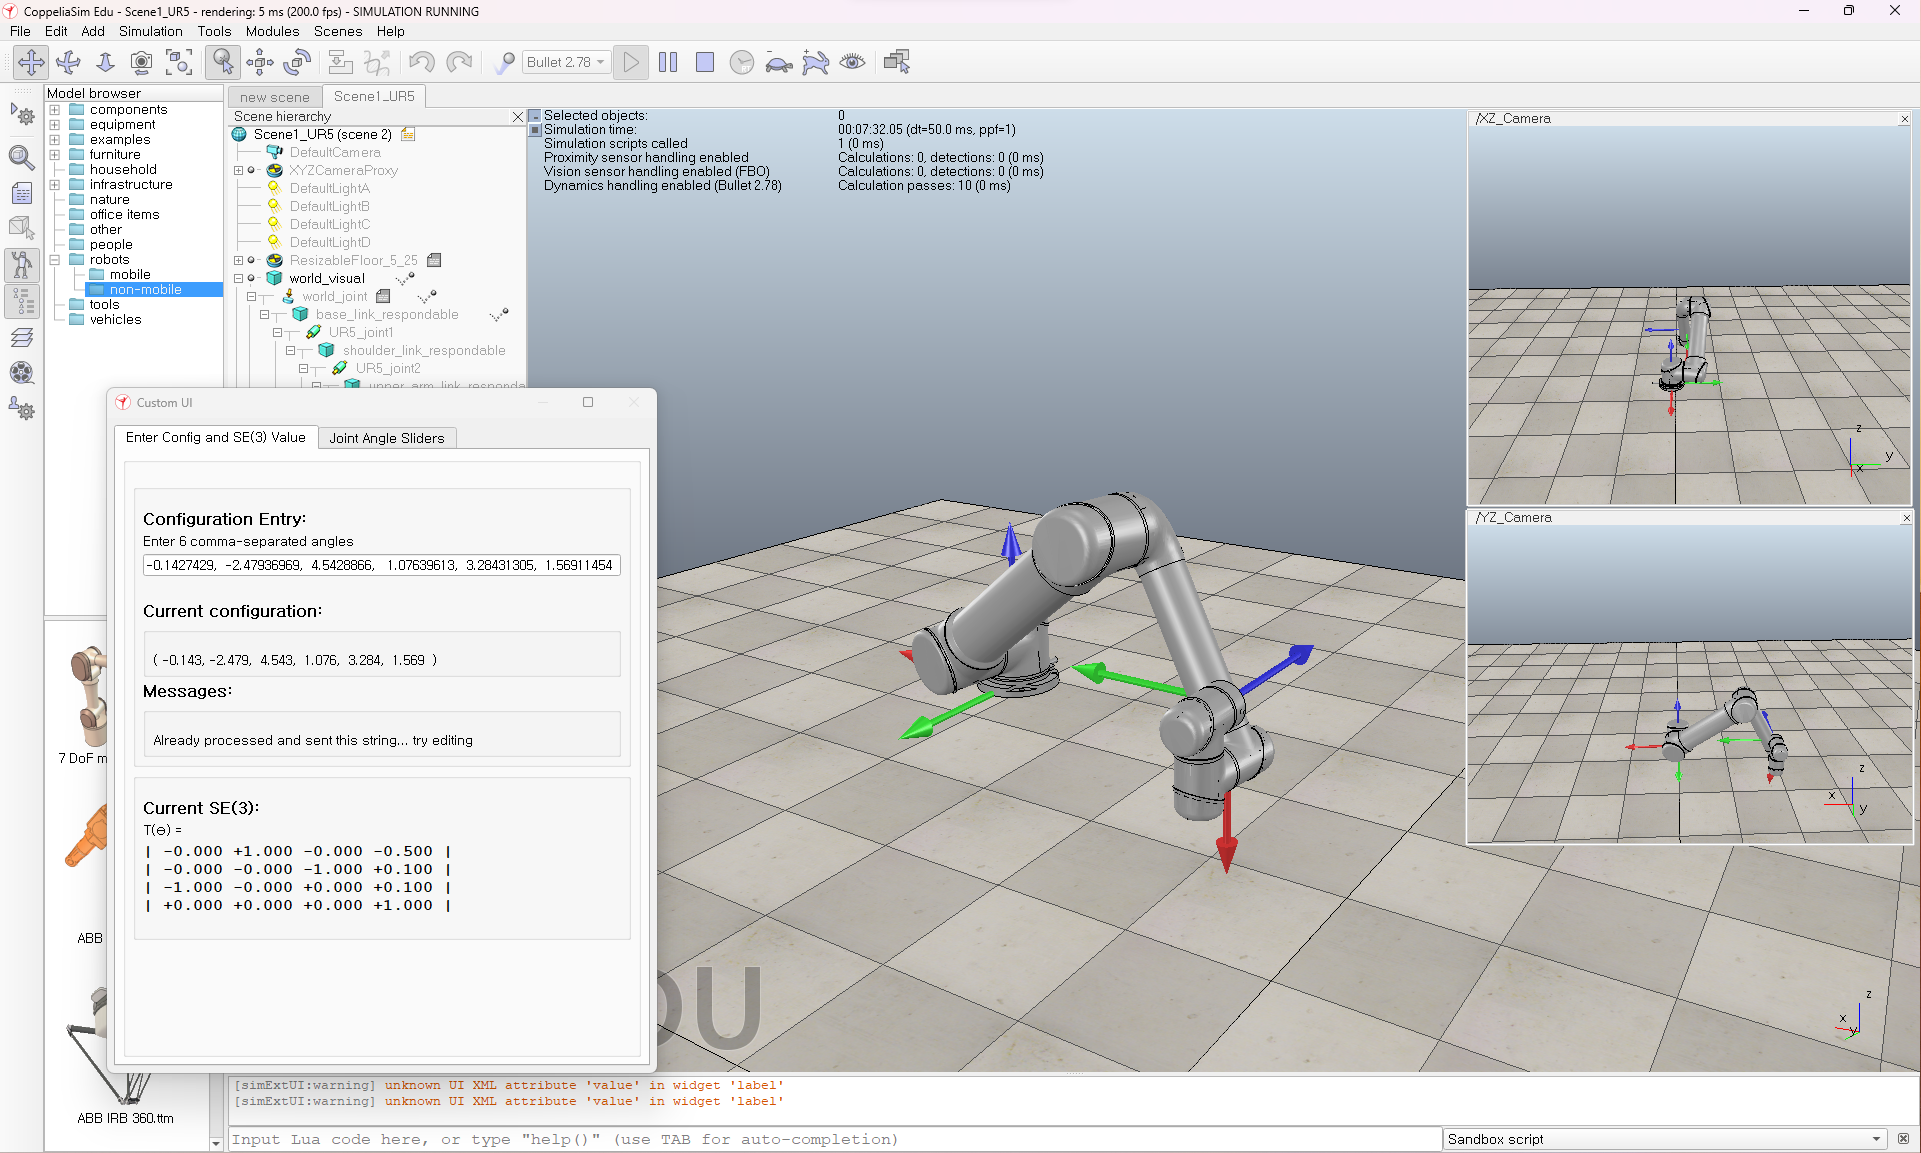 CoppeliaSim Edu - Scene1_UR5 - rendering: 5 ms (200.0 fps) - SIMULATION RUNNING
File Edit Add Simulation Tools Modules Scenes Help
Bullet 2.78
Model browser
components
equipment
examples
furniture
household
infrastructure
nature
office items
other
people
robots
mobile
non-mobile
tools
vehicles
7 DoF m
ABB
ABB IRB 360.ttm
new scene
Scene1_UR5
Scene hierarchy
Scene1_UR5 (scene 2)
DefaultCamera
XYZCameraProxy
DefaultLightA
DefaultLightB
DefaultLightC
DefaultLightD
ResizableFloor_5_25
world_visual
world_joint
base_link_respondable
UR5_joint1
shoulder_link_respondable
UR5_joint2
upper_arm_link_responda
Selected objects: 0
Simulation time: 00:07:32.05 (dt=50.0 ms, ppf=1)
Simulation scripts called 1 (0 ms)
Proximity sensor handling enabled Calculations: 0, detections: 0 (0 ms)
Vision sensor handling enabled (FBO) Calculations: 0, detections: 0 (0 ms)
Dynamics handling enabled (Bullet 2.78) Calculation passes: 10 (0 ms)
/XZ_Camera
z
y
x
/YZ_Camera
z
x
y
z
x
y
Custom UI
Enter Config and SE(3) Value
Joint Angle Sliders
Configuration Entry:
Enter 6 comma-separated angles
-0.1427429, -2.47936969, 4.5428866, 1.07639613, 3.28431305, 1.56911454
Current configuration:
( -0.143, -2.479, 4.543, 1.076, 3.284, 1.569 )
Messages:
Already processed and sent this string... try editing
Current SE(3):
T(ɵ) =
| -0.000 +1.000 -0.000 -0.500 |
| -0.000 -0.000 -1.000 +0.100 |
| -1.000 -0.000 +0.000 +0.100 |
| +0.000 +0.000 +0.000 +1.000 |
DU
[simExtUI:warning] unknown UI XML attribute 'value' in widget 'label'
[simExtUI:warning] unknown UI XML attribute 'value' in widget 'label'
Input Lua code here, or type "help()" (use TAB for auto-completion)
Sandbox script